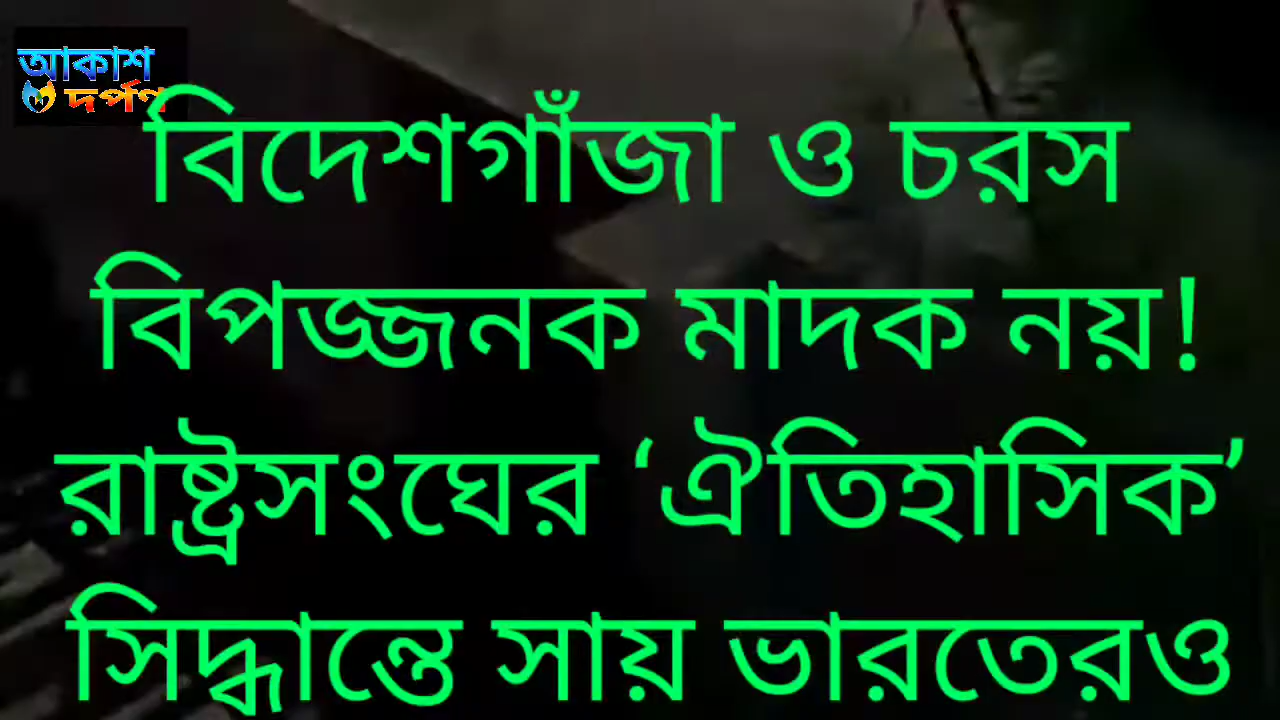 আকাশ
দর্পণ
বিদেশগাঁজা ও চরস
বিপজ্জনক মাদক নয়!
রাষ্ট্রসংঘের ‘ঐতিহাসিক’
সিদ্ধান্তে সায় ভারতেরও